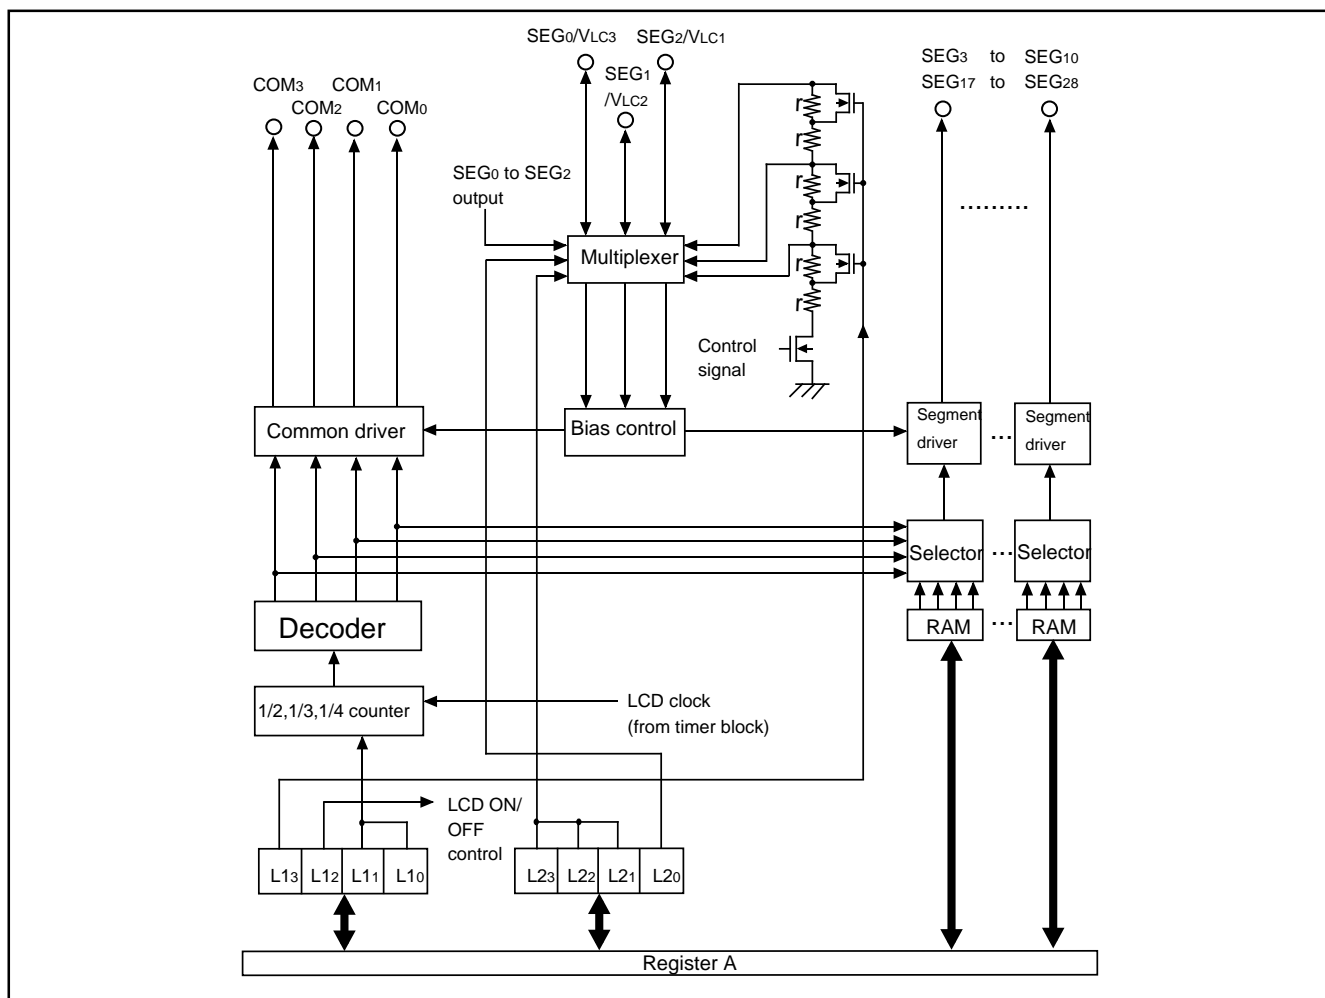 SEG0/VLC3
SEG2/VLC1
SEG1
/VLC2
SEG3 to SEG10
SEG17 to SEG28
COM3
COM2
COM1
COM0
SEG0 to SEG2
output
r
r
r
r
r
r
Multiplexer
Control
signal
Common driver
Bias control
Segment
driver
...
Segment
driver
Selector
...
Selector
Decoder
RAM
...
RAM
1/2,1/3,1/4 counter
LCD clock
(from timer block)
LCD ON/
OFF
control
L13 L12 L11 L10
L23 L22 L21 L20
Register A